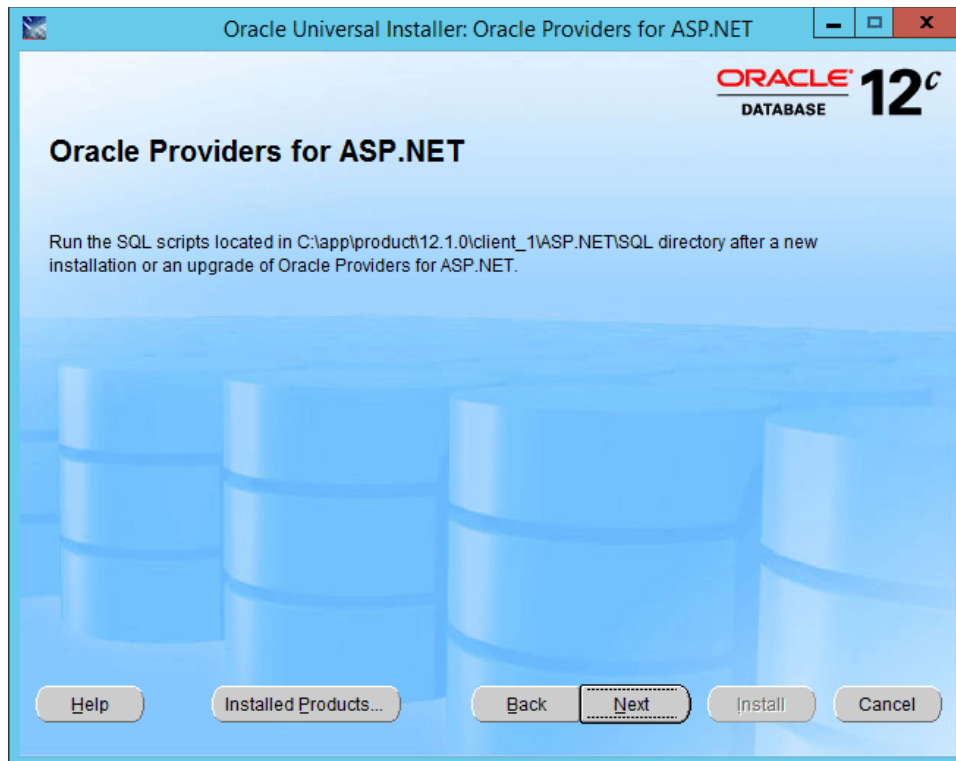 Oracle Universal Installer: Oracle Providers for ASP.NET
ORACLE 12c
DATABASE
Oracle Providers for ASP.NET
Run the SQL scripts located in C:\app\product\12.1.0\client_1\ASP.NET\SQL directory after a new
installation or an upgrade of Oracle Providers for ASP.NET.
Help Installed Products... Back Next Install Cancel